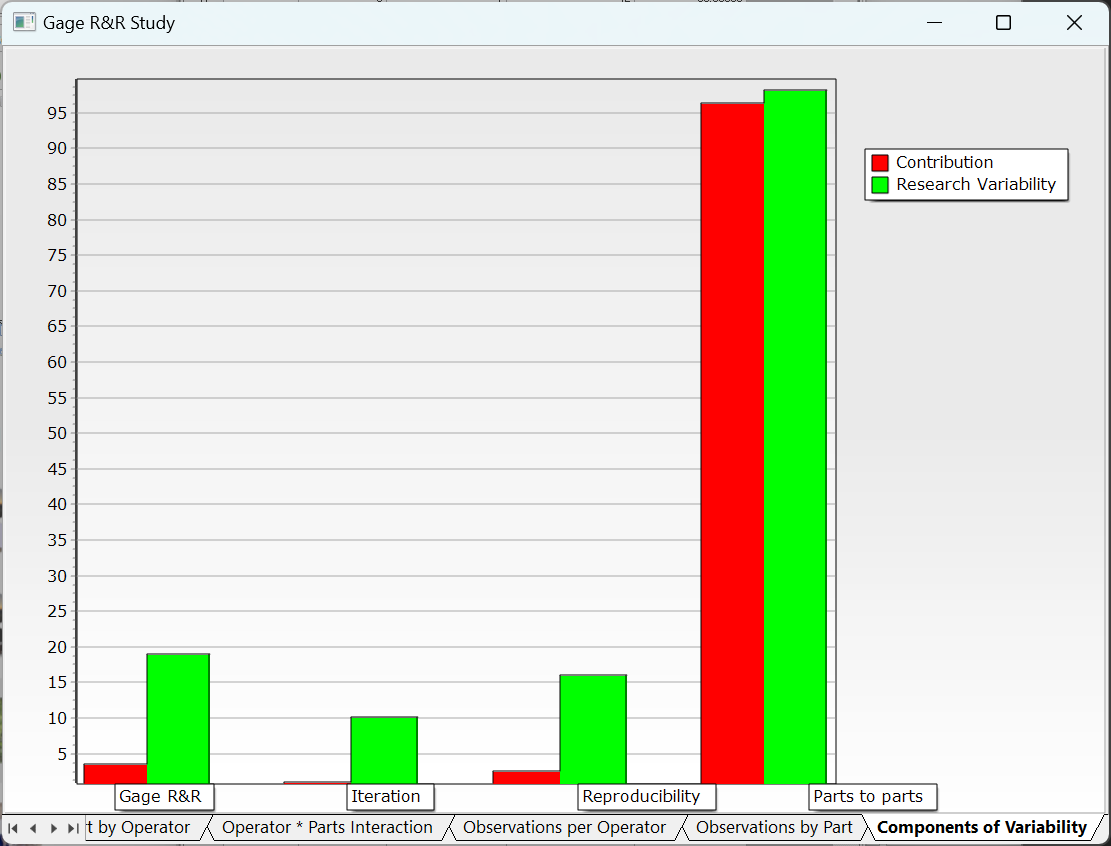 Gage R&R Study
95
90
85
80
75
70
65
60
55
50
45
40
35
30
25
20
15
10
5
Contribution
Research Variability
Gage R&R
Iteration
Reproducibility
Parts to parts
t by Operator
Operator * Parts Interaction
Observations per Operator
Observations by Part
Components of Variability